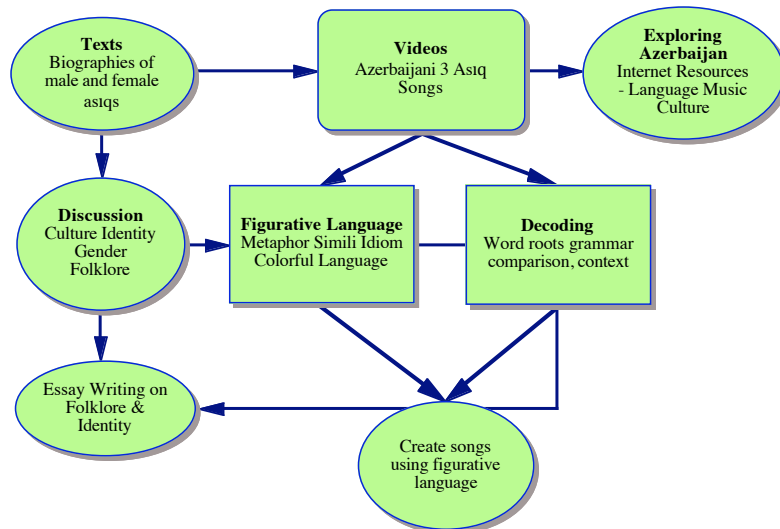 Texts
Biographies of
male and female
asıqs
Videos
Azerbaijani 3 Asıq
Songs
Exploring
Azerbaijan
Internet Resources
- Language Music
Culture
Discussion
Culture Identity
Gender
Folklore
Figurative Language
Metaphor Simili Idiom
Colorful Language
Decoding
Word roots grammar
comparison, context
Essay Writing on
Folklore &
Identity
Create songs
using figurative
language